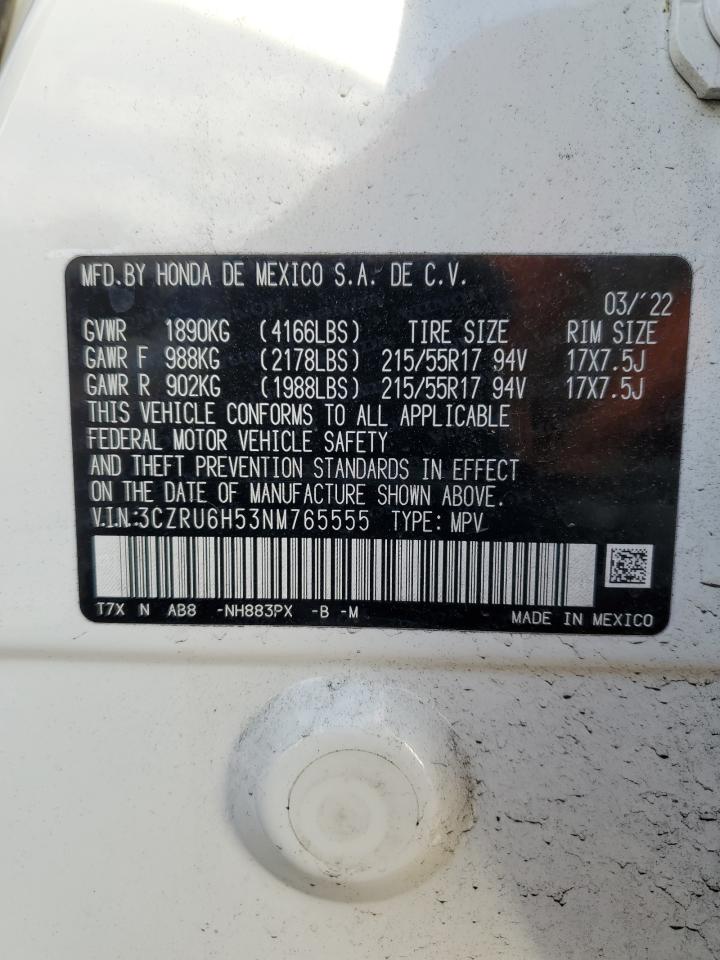 MFD.BY HONDA DE MEXICO S.A. DE C.V.
03/'22
GVWR 1890KG (4166LBS) TIRE SIZE RIM SIZE
GAWR F 988KG (2178LBS) 215/55R17 94V 17X7.5J
GAWR R 902KG (1988LBS) 215/55R17 94V 17X7.5J
THIS VEHICLE CONFORMS TO ALL APPLICABLE
FEDERAL MOTOR VEHICLE SAFETY
AND THEFT PREVENTION STANDARDS IN EFFECT
ON THE DATE OF MANUFACTURE SHOWN ABOVE.
V.I.N:3CZRU6H53NM765555 TYPE: MPV
T7X N AB8 -NH883PX -B -M MADE IN MEXICO